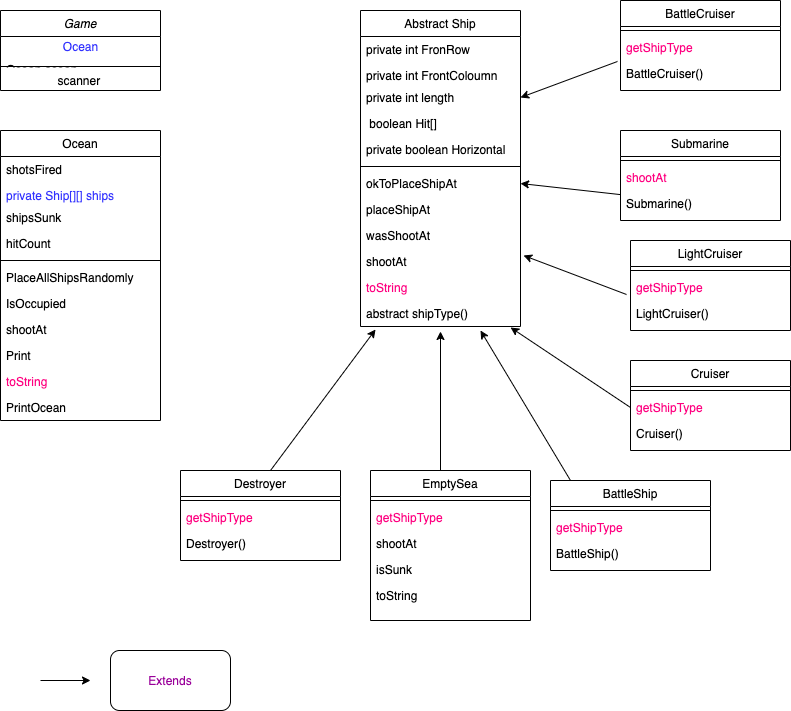 Game
Ocean
scanner
Ocean
shotsFired
private Ship[][] ships
shipsSunk
hitCount
PlaceAllShipsRandomly
IsOccupied
shootAt
Print
toString
PrintOcean
Abstract Ship
private int FronRow
private int FrontColoumn
private int length
boolean Hit[]
private boolean Horizontal
okToPlaceShipAt
placeShipAt
wasShootAt
shootAt
toString
abstract shipType()
BattleCruiser
getShipType
BattleCruiser()
Submarine
shootAt
Submarine()
LightCruiser
getShipType
LightCruiser()
Cruiser
getShipType
Cruiser()
Destroyer
getShipType
Destroyer()
EmptySea
getShipType
shootAt
isSunk
toString
BattleShip
getShipType
BattleShip()
Extends